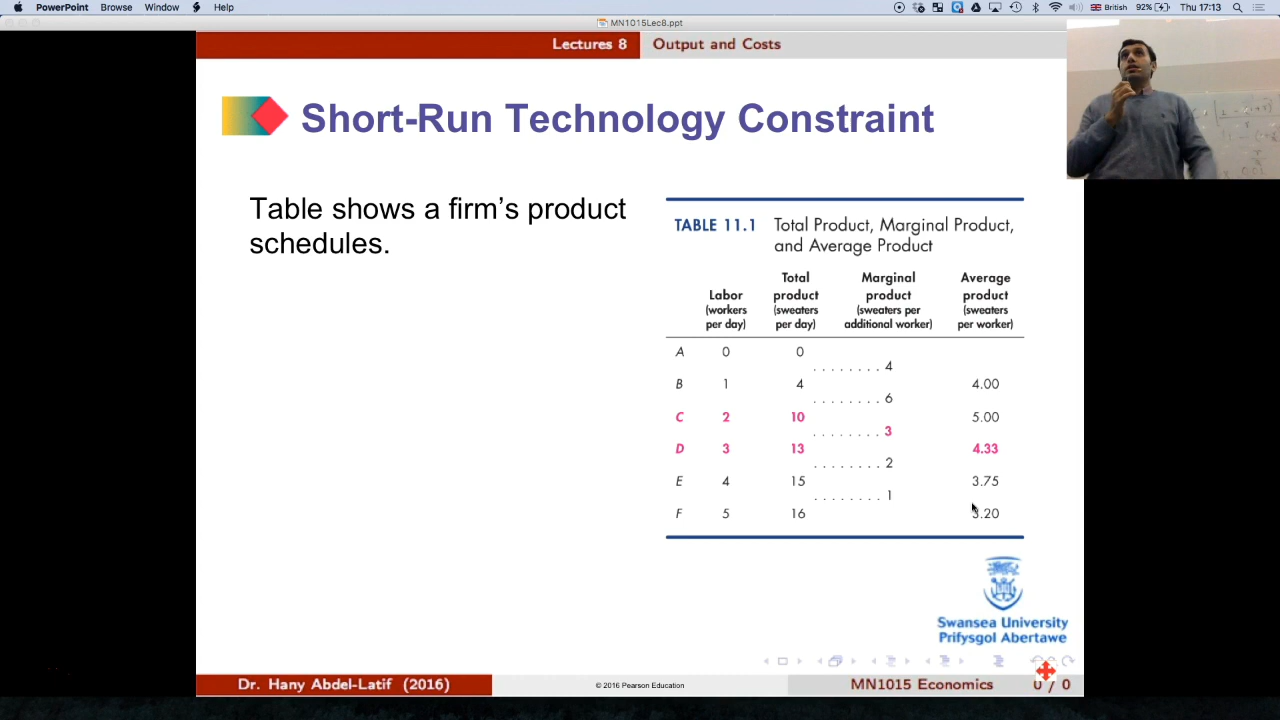 PowerPoint Browse Window Help British 92% Thu 17:13
MN1015Lec8.ppt
Lectures 8 Output and Costs
Short-Run Technology Constraint
Table shows a firm's product
schedules.
TABLE 11.1 Total Product, Marginal Product,
and Average Product
Total Marginal Average
Labor product product product
(workers (sweaters (sweaters per (sweaters
per day) per day) additional worker) per worker)
A 0 0
. . . . . . . . 4
B 1 4 4.00
. . . . . . . . 6
C 2 10 5.00
. . . . . . . . 3
D 3 13 4.33
. . . . . . . . 2
E 4 15 3.75
. . . . . . . . 1
F 5 16 3.20
Swansea University
Prifysgol Abertawe
Dr. Hany Abdel-Latif (2016) © 2016 Pearson Education MN1015 Economics 0 / 0